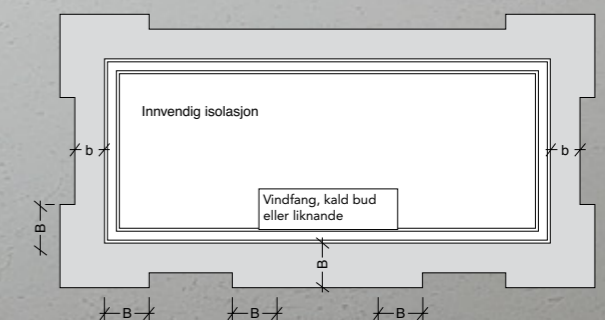 Innvendig isolasjon
b
b
Vindfang, kald bud
eller liknande
B
B
B
B
B